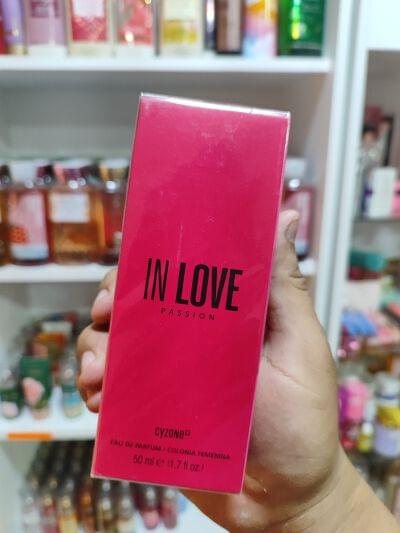 IN LOVE
PASSION
CYZONE
EAU DE PARFUM / COLONIA FEMENINA
50 ml e (1.7 fl.oz.)